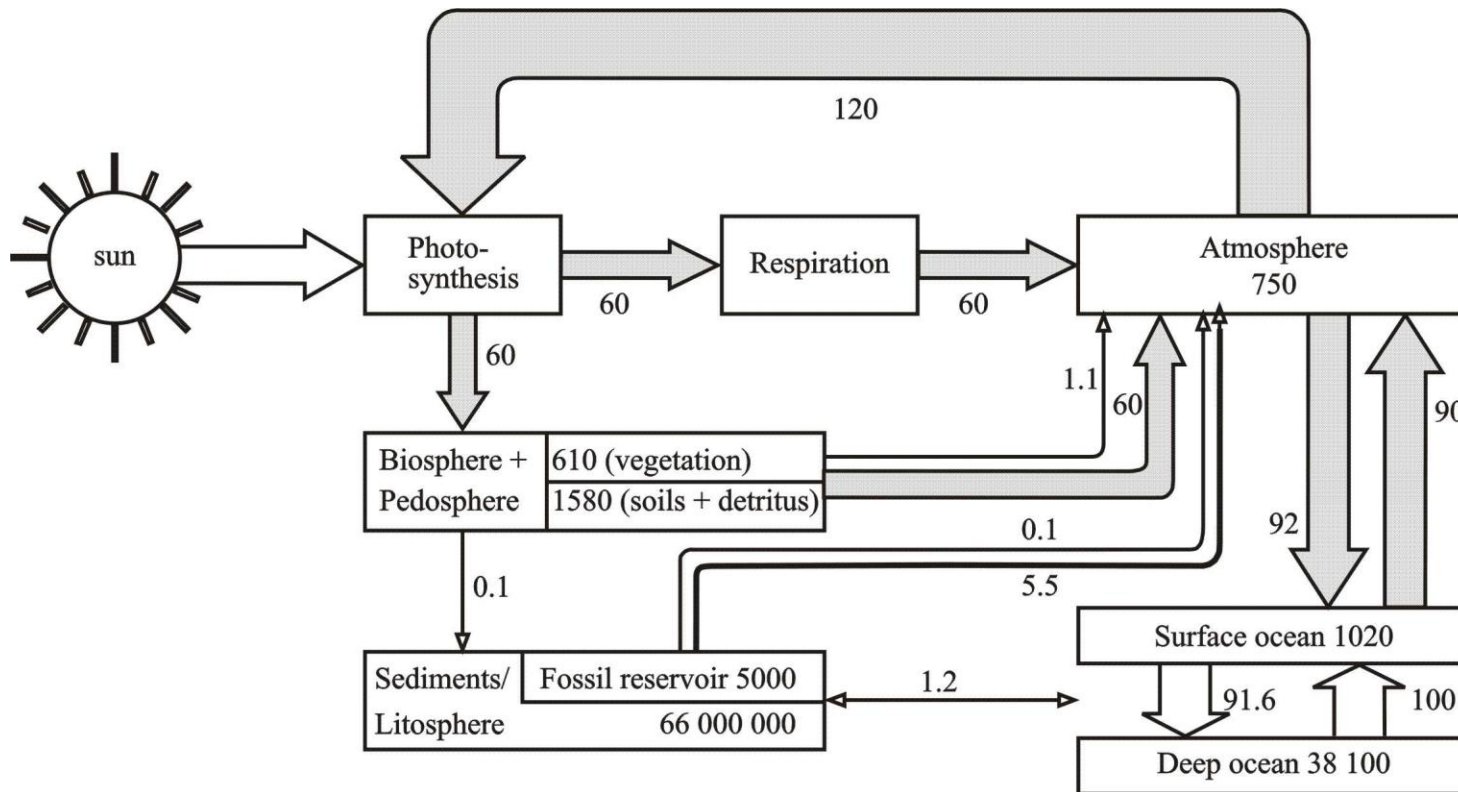 120
sun
Photo-
synthesis
60
Respiration
60
Atmosphere
750
60
1.1
60
90
Biosphere +
Pedosphere
610 (vegetation)
1580 (soils + detritus)
0.1
92
0.1
5.5
Surface ocean 1020
Sediments/
Litosphere
Fossil reservoir 5000
66 000 000
1.2
91.6
100
Deep ocean 38 100